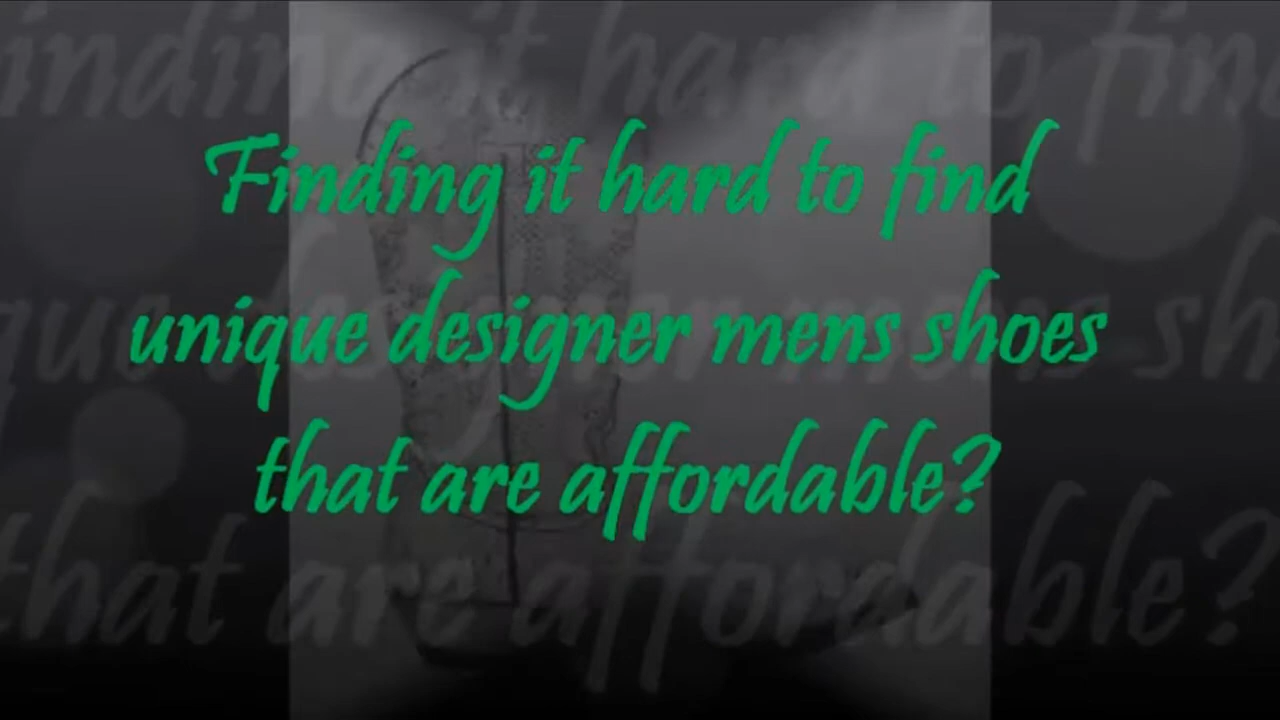 Finding it hard to find
unique designer mens shoes
that are affordable?